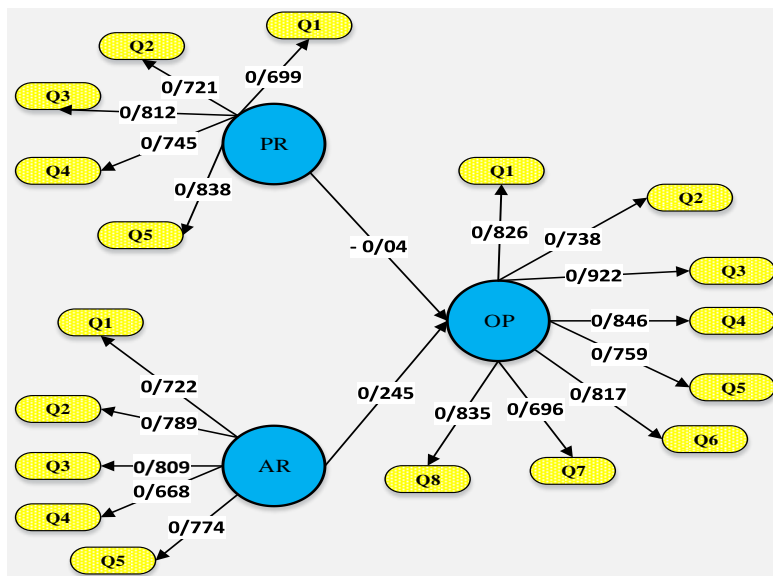 Q1
Q2
0/699
0/721
Q3
0/812
0/745
PR
Q4
0/838
Q5
Q1
Q2
0/826
0/738
- 0/04
Q3
0/922
Q1
OP
0/846
Q4
0/759
0/722
0/245
0/817
Q5
Q2
0/789
0/835
0/696
Q6
Q3
0/809
AR
Q8
Q7
0/668
Q4
0/774
Q5